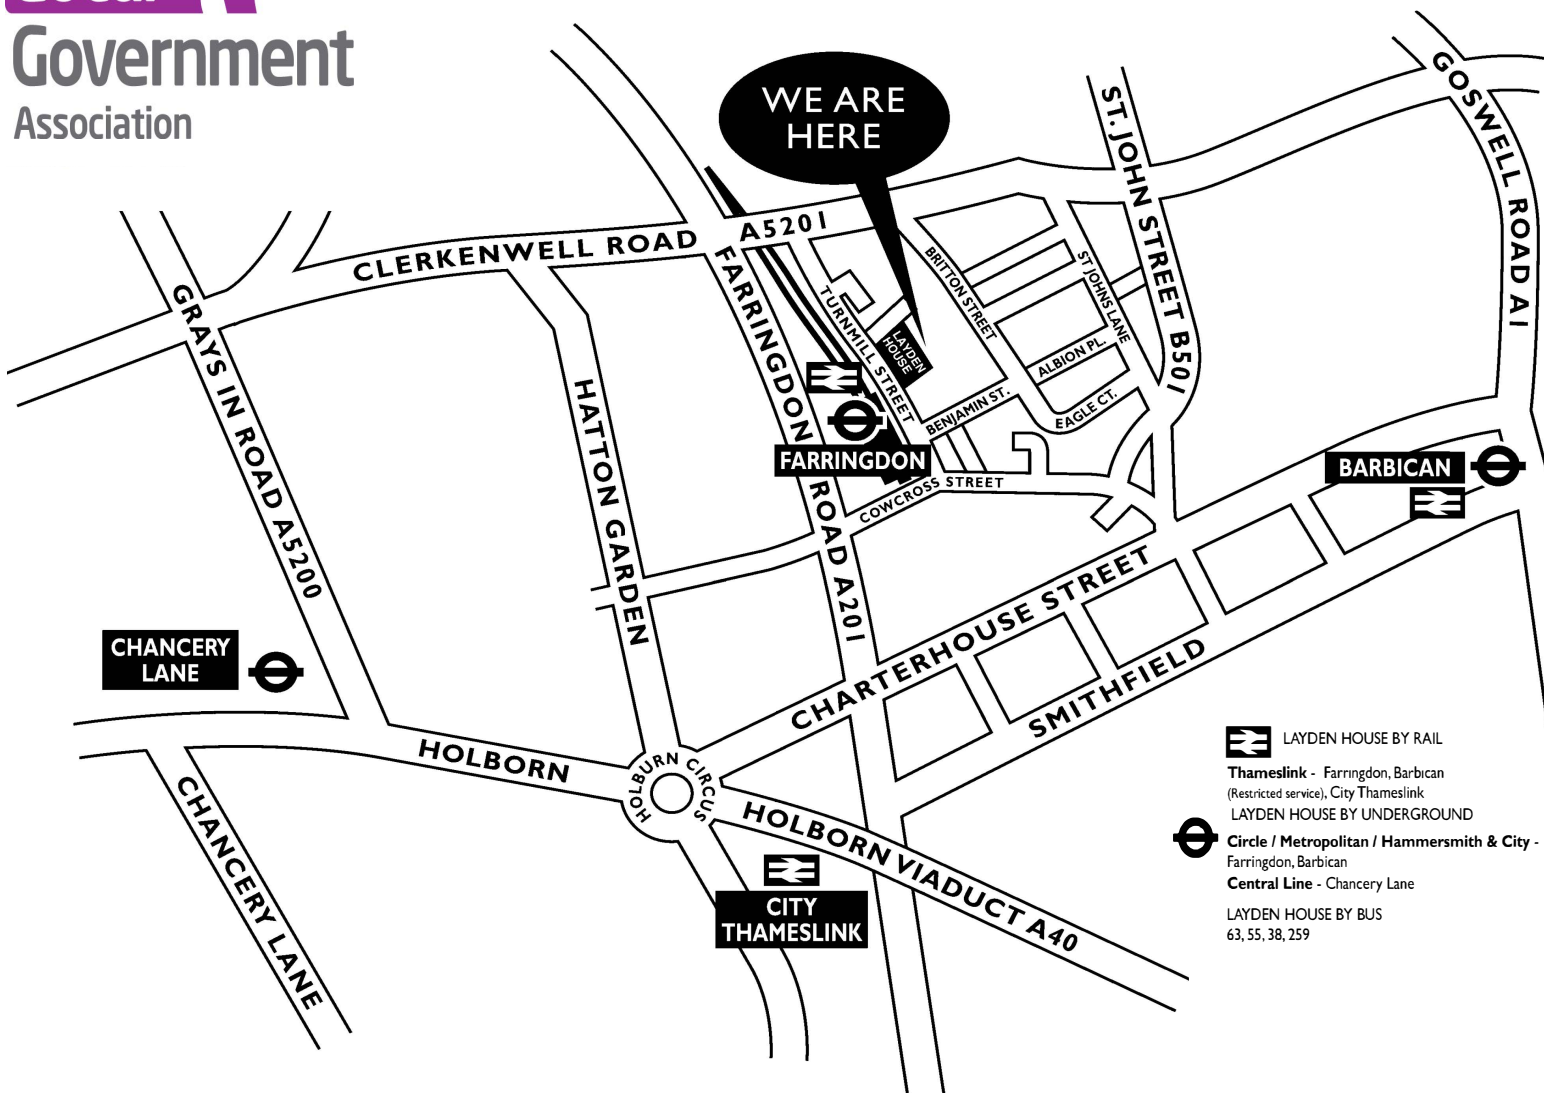 Government
Association
WE ARE
HERE
ST. JOHN STREET B501
GOSWELL ROAD A1
CLERKENWELL ROAD
A5201
GRAYS IN ROAD A5200
HATTON GARDEN
FARRINGDON ROAD A201
TURNMILL STREET
BRITTON STREET
ST JOHNS LANE
LAYDEN
HOUSE
ALBION PL.
BENJAMIN ST.
EAGLE CT.
FARRINGDON
COWCROSS STREET
BARBICAN
CHARTERHOUSE STREET
SMITHFIELD
CHANCERY
LANE
HOLBORN
HOLBURN CIRCUS
CHANCERY LANE
HOLBORN VIADUCT A40
CITY
THAMESLINK
LAYDEN HOUSE BY RAIL
Thameslink - Farringdon, Barbican
(Restricted service), City Thameslink
LAYDEN HOUSE BY UNDERGROUND
Circle / Metropolitan / Hammersmith & City -
Farringdon, Barbican
Central Line - Chancery Lane
LAYDEN HOUSE BY BUS
63, 55, 38, 259